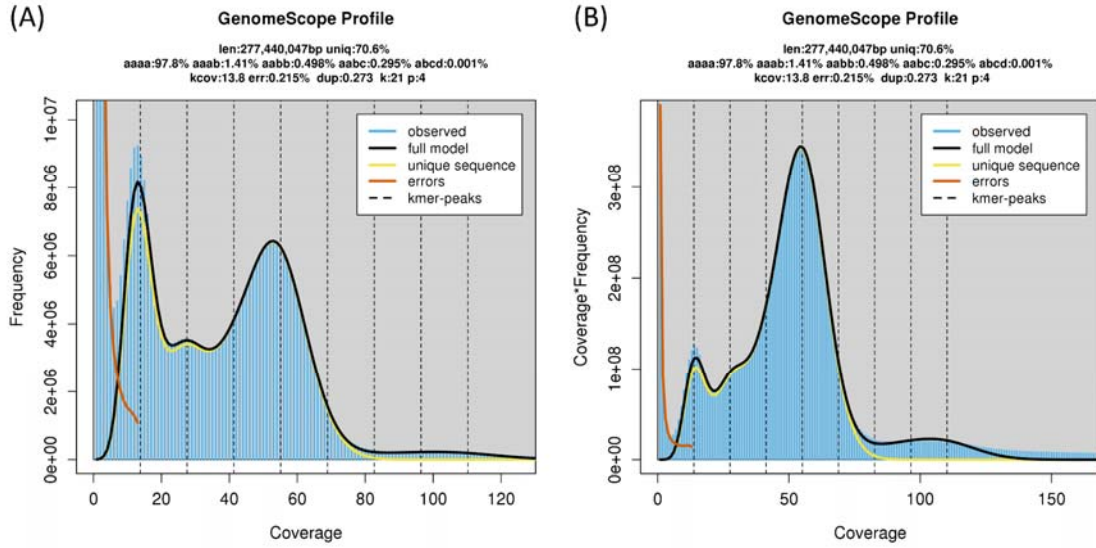 (A)
GenomeScope Profile
len:277,440,047bp uniq:70.6%
aaaa:97.8% aaab:1.41% aabb:0.498% aabc:0.295% abcd:0.001%
kcov:13.8 err:0.215% dup:0.273 k:21 p:4
observed
full model
unique sequence
errors
kmer-peaks
Frequency
0e+00
2e+06
4e+06
6e+06
8e+06
1e+07
0
20
40
60
80
100
120
Coverage
(B)
GenomeScope Profile
len:277,440,047bp uniq:70.6%
aaaa:97.8% aaab:1.41% aabb:0.498% aabc:0.295% abcd:0.001%
kcov:13.8 err:0.215% dup:0.273 k:21 p:4
observed
full model
unique sequence
errors
kmer-peaks
Coverage*Frequency
0e+00
1e+08
2e+08
3e+08
0
50
100
150
Coverage